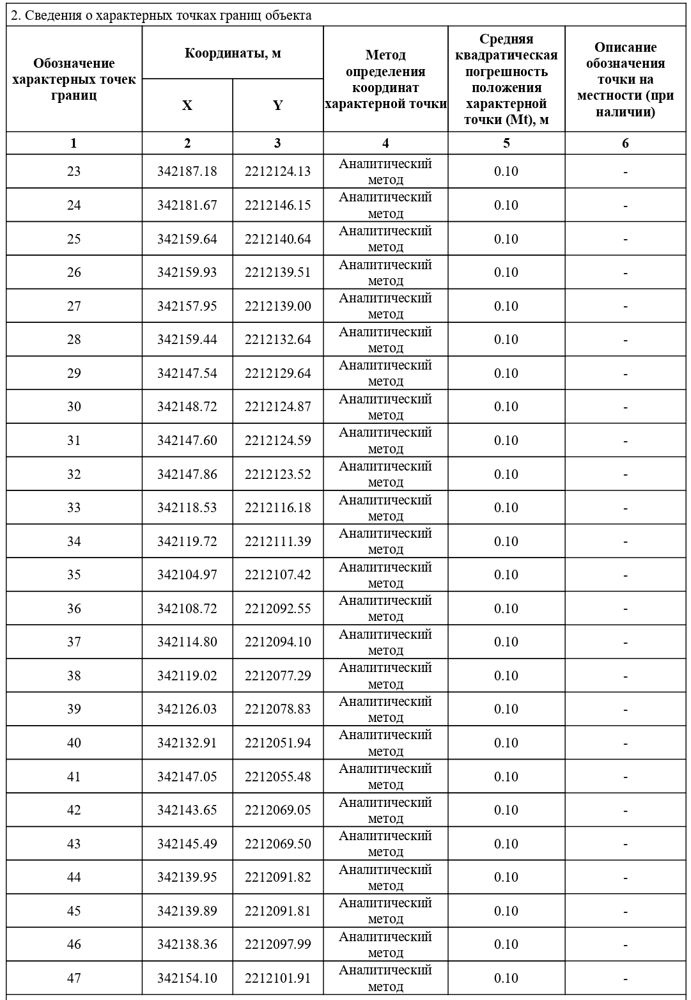 2. Сведения о характерных точках границ объекта
Обозначение характерных точек границ
Координаты, м
X
Y
Метод определения координат характерной точки
Средняя квадратическая погрешность положения характерной точки (Mt), м
Описание обозначения точки на местности (при наличии)
1 2 3 4 5 6
23 342187.18 2212124.13 Аналитический метод 0.10 -
24 342181.67 2212146.15 Аналитический метод 0.10 -
25 342159.64 2212140.64 Аналитический метод 0.10 -
26 342159.93 2212139.51 Аналитический метод 0.10 -
27 342157.95 2212139.00 Аналитический метод 0.10 -
28 342159.44 2212132.64 Аналитический метод 0.10 -
29 342147.54 2212129.64 Аналитический метод 0.10 -
30 342148.72 2212124.87 Аналитический метод 0.10 -
31 342147.60 2212124.59 Аналитический метод 0.10 -
32 342147.86 2212123.52 Аналитический метод 0.10 -
33 342118.53 2212116.18 Аналитический метод 0.10 -
34 342119.72 2212111.39 Аналитический метод 0.10 -
35 342104.97 2212107.42 Аналитический метод 0.10 -
36 342108.72 2212092.55 Аналитический метод 0.10 -
37 342114.80 2212094.10 Аналитический метод 0.10 -
38 342119.02 2212077.29 Аналитический метод 0.10 -
39 342126.03 2212078.83 Аналитический метод 0.10 -
40 342132.91 2212051.94 Аналитический метод 0.10 -
41 342147.05 2212055.48 Аналитический метод 0.10 -
42 342143.65 2212069.05 Аналитический метод 0.10 -
43 342145.49 2212069.50 Аналитический метод 0.10 -
44 342139.95 2212091.82 Аналитический метод 0.10 -
45 342139.89 2212091.81 Аналитический метод 0.10 -
46 342138.36 2212097.99 Аналитический метод 0.10 -
47 342154.10 2212101.91 Аналитический метод 0.10 -